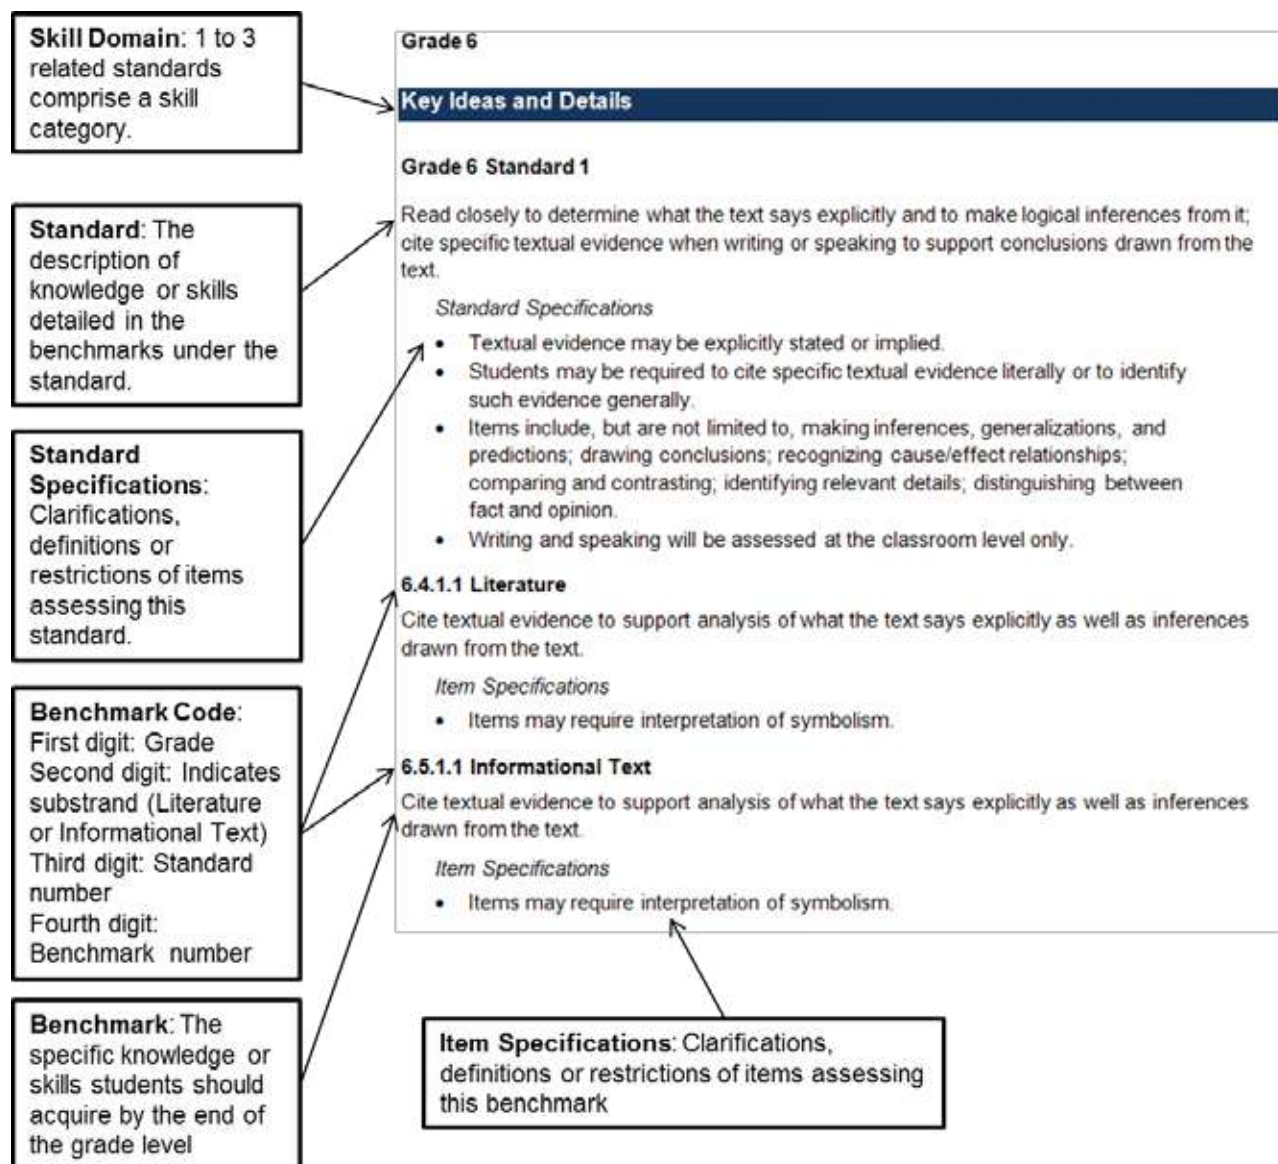 Skill Domain: 1 to 3
related standards
comprise a skill
category.
Standard: The
description of
knowledge or skills
detailed in the
benchmarks under the
standard.
Standard
Specifications:
Clarifications,
definitions or
restrictions of items
assessing this
standard.
Benchmark Code:
First digit: Grade
Second digit: Indicates
substrand (Literature
or Informational Text)
Third digit: Standard
number
Fourth digit:
Benchmark number
Benchmark: The
specific knowledge or
skills students should
acquire by the end of
the grade level
Grade 6
Key Ideas and Details
Grade 6 Standard 1
Read closely to determine what the text says explicitly and to make logical inferences from it;
cite specific textual evidence when writing or speaking to support conclusions drawn from the
text.
Standard Specifications
• Textual evidence may be explicitly stated or implied.
• Students may be required to cite specific textual evidence literally or to identify
such evidence generally.
• Items include, but are not limited to, making inferences, generalizations, and
predictions; drawing conclusions; recognizing cause/effect relationships;
comparing and contrasting; identifying relevant details; distinguishing between
fact and opinion.
• Writing and speaking will be assessed at the classroom level only.
6.4.1.1 Literature
Cite textual evidence to support analysis of what the text says explicitly as well as inferences
drawn from the text.
Item Specifications
• Items may require interpretation of symbolism.
6.5.1.1 Informational Text
Cite textual evidence to support analysis of what the text says explicitly as well as inferences
drawn from the text.
Item Specifications
• Items may require interpretation of symbolism.
Item Specifications: Clarifications,
definitions or restrictions of items assessing
this benchmark